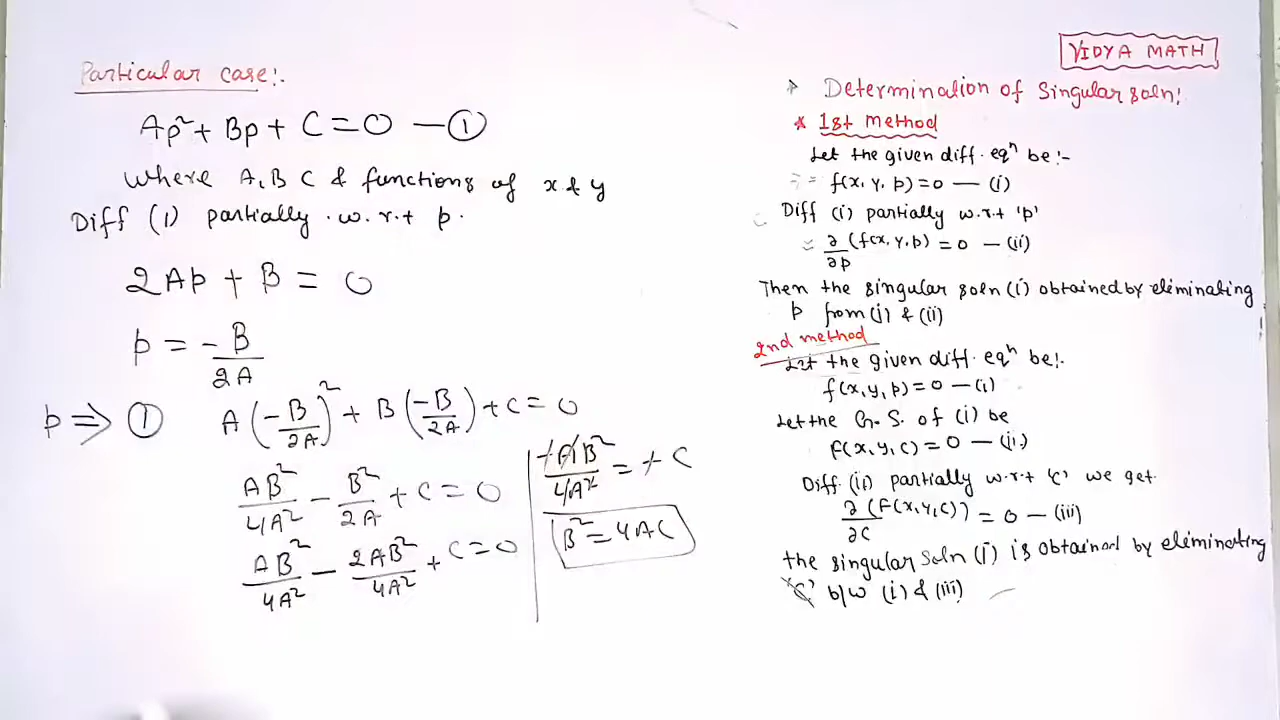 Particular case:.
Ap² + Bp + C = 0 — ①
Where A, B C & functions of x & y
Diff (1) partially. w.r.t p.
2Ap + B = 0
p = -B/2A
p ⇒ ① A(-B/2A)² + B(-B/2A) + C = 0
AB²/4A² - B²/2A + C = 0
AB²/4A² - 2AB²/4A² + C = 0
+AB²/4A² = + C
B² = 4AC
VIDYA MATH
Determination of Singular soln:
* 1st method
Let the given diff. eqⁿ be:-
f(x, y, p) = 0 — (i)
Diff (i) partially w.r.t 'p'
∂/∂p (f(x, y, p) = 0 — (ii)
Then the singular soln (i) obtained by eliminating
p from (i) & (ii)
2nd method
Let the given diff. eqⁿ be:.
f(x, y, p) = 0 — (i)
Let the G. S. of (i) be
F(x, y, c) = 0 — (ii)
Diff (ii) partially w.r.t 'c' we get.
∂/∂c (F(x, y, c)) = 0 — (iii)
the singular Soln (i) is obtained by eleminating
'c' b/w (i) & (iii)